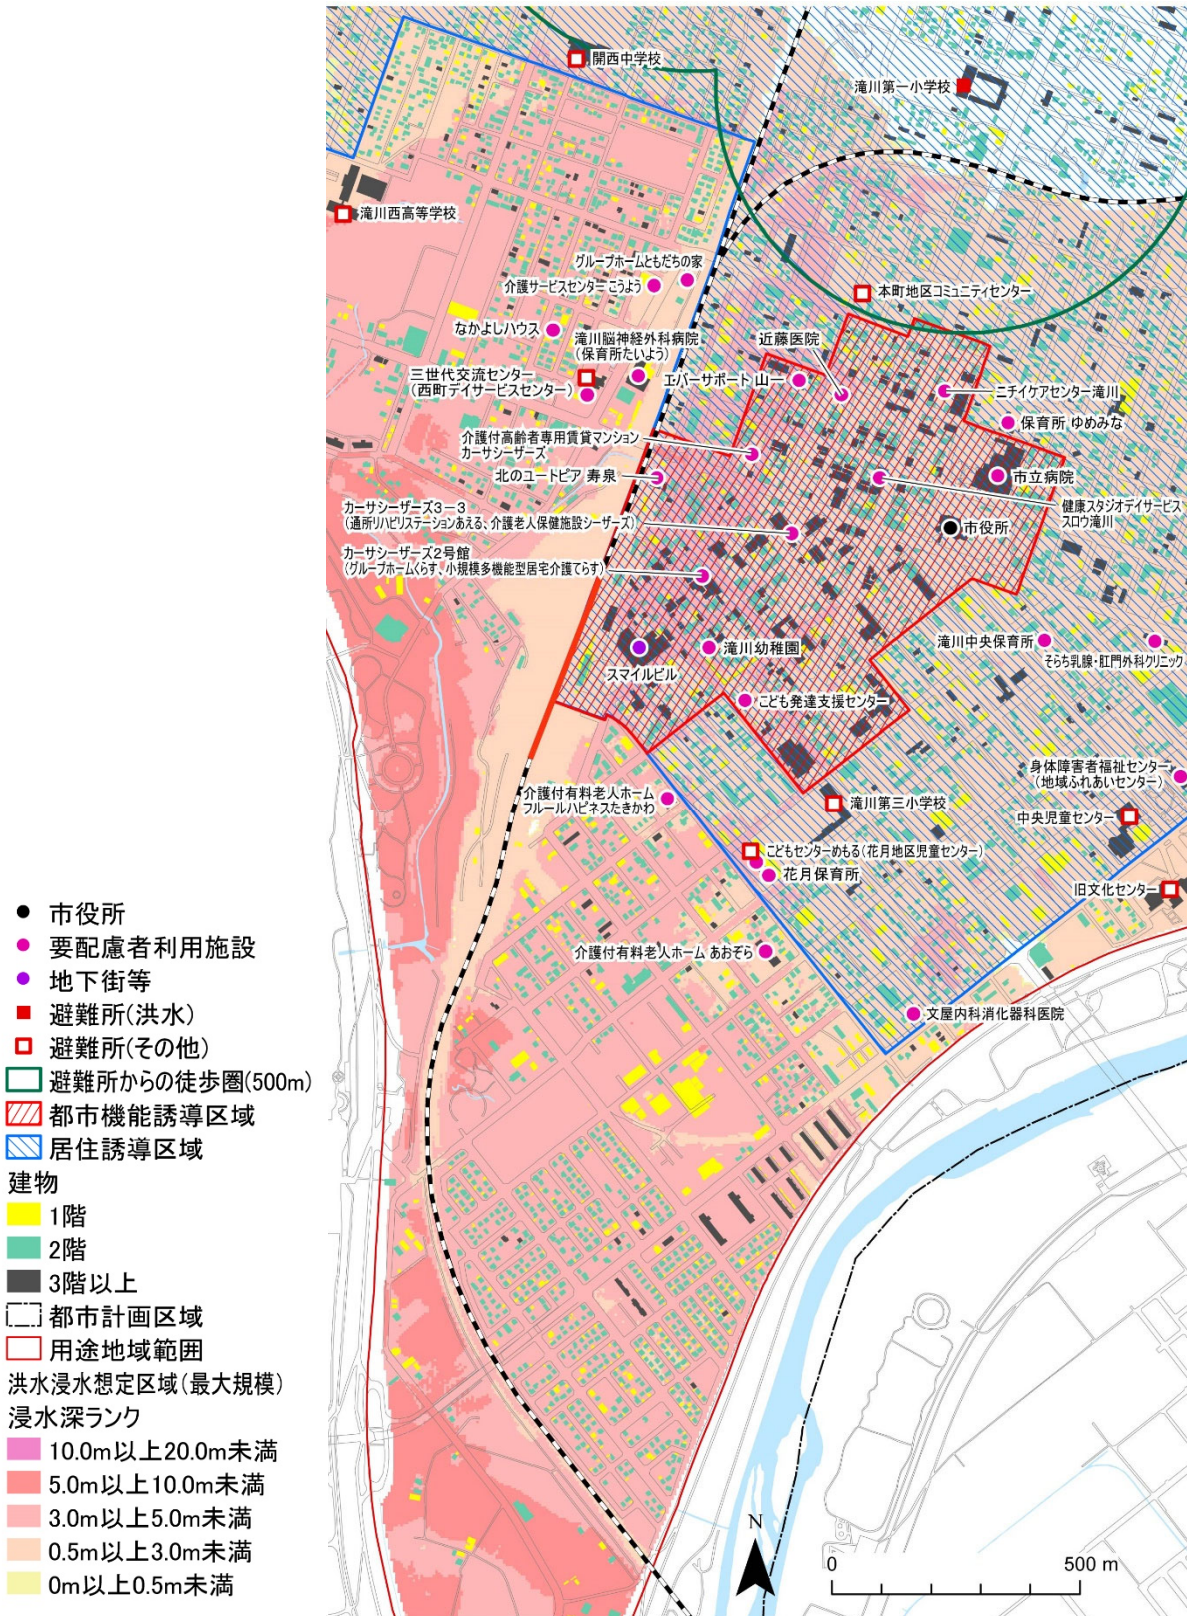 開西中学校
滝川第一小学校
滝川西高等学校
グループホームともだちの家
介護サービスセンター こうよう
本町地区コミュニティセンター
なかよしハウス
滝川脳神経外科病院
(保育所たいよう)
近藤医院
三世代交流センター
(西町デイサービスセンター)
エバーサポート 山一
ニチイケアセンター滝川
保育所 ゆめみな
介護付高齢者専用賃貸マンション
カーサシーザーズ
北のユートピア 寿泉
市立病院
カーサシーザーズ3-3
(通所リハビリステーションあえる、介護老人保健施設シーザーズ)
健康スタジオデイサービス
スロウ滝川
市役所
カーサシーザーズ2号館
(グループホームくらす、小規模多機能型居宅介護てらす)
滝川幼稚園
滝川中央保育所
そらち乳腺・肛門外科クリニック
スマイルビル
こども発達支援センター
身体障害者福祉センター
(地域ふれあいセンター)
介護付有料老人ホーム
フルールハピネスたきかわ
滝川第三小学校
中央児童センター
こどもセンターめもる(花月地区児童センター)
花月保育所
旧文化センター
介護付有料老人ホーム あおぞら
文屋内科消化器科医院
市役所
要配慮者利用施設
地下街等
避難所(洪水)
避難所(その他)
避難所からの徒歩圏(500m)
都市機能誘導区域
居住誘導区域
建物
1階
2階
3階以上
都市計画区域
用途地域範囲
洪水浸水想定区域(最大規模)
浸水深ランク
10.0m以上20.0m未満
5.0m以上10.0m未満
3.0m以上5.0m未満
0.5m以上3.0m未満
0m以上0.5m未満
N
0 500 m